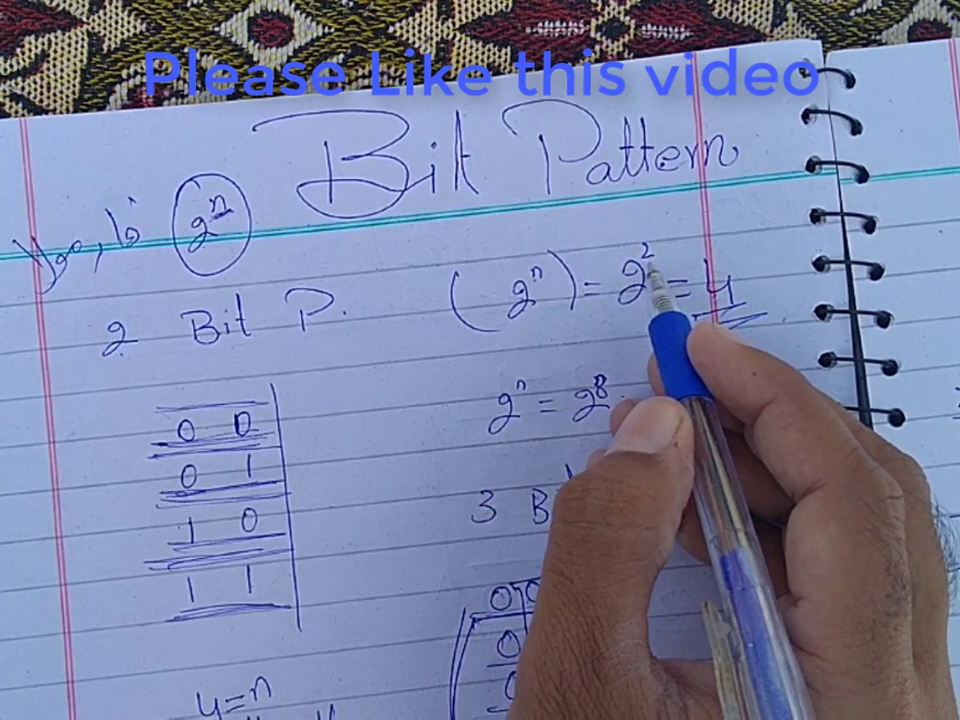 Please Like this video
Bit Pattern
2ⁿ
2 Bit P. (2ⁿ) = 2² = 4
2ⁿ = 2⁸
0 0
0 1
1 0
1 1
3 B
4=n